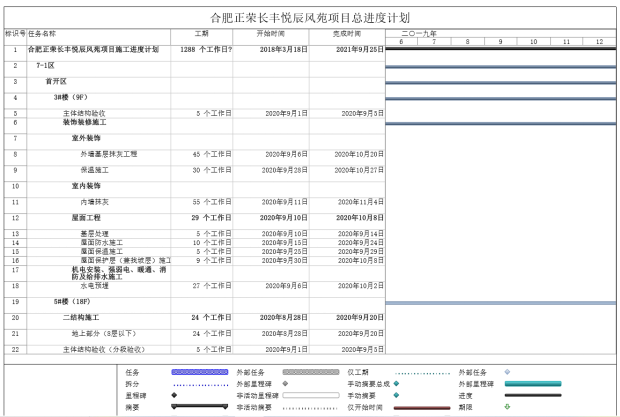 合肥正荣长丰悦辰凤苑项目总进度计划
标识号 任务名称 工期 开始时间 完成时间 二〇一九年
6 7 8 9 10 11 12
1 合肥正荣长丰悦辰凤苑项目施工进度计划 1288 个工作日? 2018年3月18日 2021年9月25日
2 7-1区
3 首开区
4 3#楼（9F）
5 主体结构验收 5 个工作日 2020年9月1日 2020年9月5日
6 装饰装修施工
7 室外装饰
8 外墙基层抹灰工程 45 个工作日 2020年9月6日 2020年10月20日
9 保温施工 30 个工作日 2020年9月28日 2020年10月27日
10 室内装饰
11 内墙抹灰 55 个工作日 2020年9月11日 2020年11月4日
12 屋面工程 29 个工作日 2020年9月10日 2020年10月8日
13 基层处理 5 个工作日 2020年9月10日 2020年9月14日
14 屋面防水施工 10 个工作日 2020年9月15日 2020年9月24日
15 屋面保温施工 5 个工作日 2020年9月25日 2020年9月29日
16 屋面保护层（兼找坡层）施工 9 个工作日 2020年9月30日 2020年10月8日
17 机电安装、强弱电、暖通、消
防及给排水施工
18 水电预埋 27 个工作日 2020年9月6日 2020年10月2日
19 5#楼（18F）
20 二结构施工 24 个工作日 2020年8月28日 2020年9月20日
21 地上部分（8层以下） 24 个工作日 2020年8月28日 2020年9月20日
22 主体结构验收（分段验收） 5 个工作日 2020年9月1日 2020年9月5日
任务 外部任务 仅工期 外部任务
拆分 外部里程碑 手动摘要总成 外部里程碑
里程碑 非活动里程碑 手动摘要 进度
摘要 非活动摘要 仅开始时间 期限